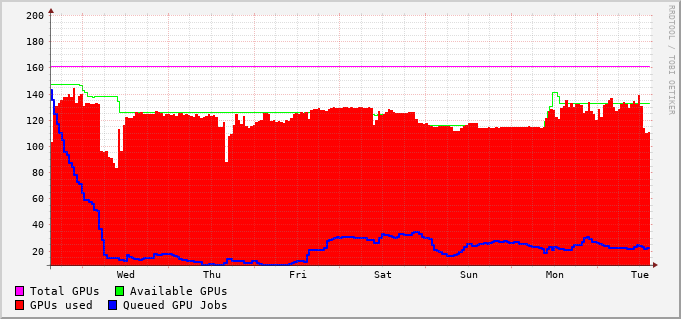 200
180
160
140
120
100
80
60
40
20
Wed Thu Fri Sat Sun Mon Tue
Total GPUs Available GPUs
GPUs used Queued GPU Jobs
RRDTOOL / TOBI OETIKER